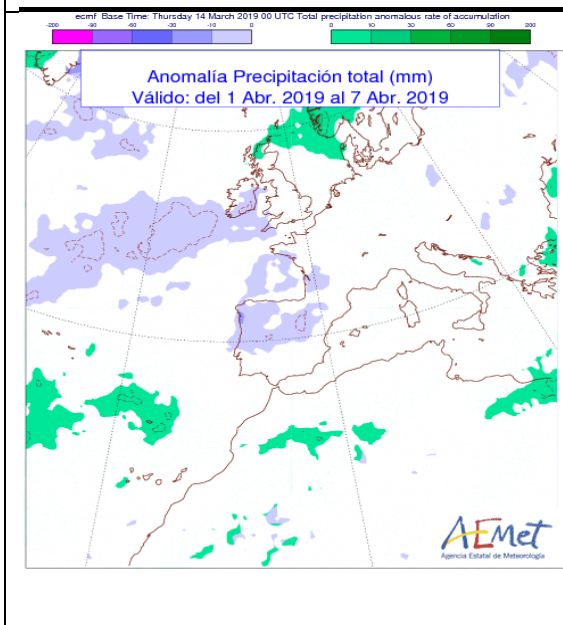 ecmf Base Time: Thursday 14 March 2019 00 UTC Total precipitation anomalous rate of accumulation
-200 -90 -60 -30 -10 0 0 10 30 60 90 200
Anomalía Precipitación total (mm)
Válido: del 1 Abr. 2019 al 7 Abr. 2019
AEMet
Agencia Estatal de Meteorología